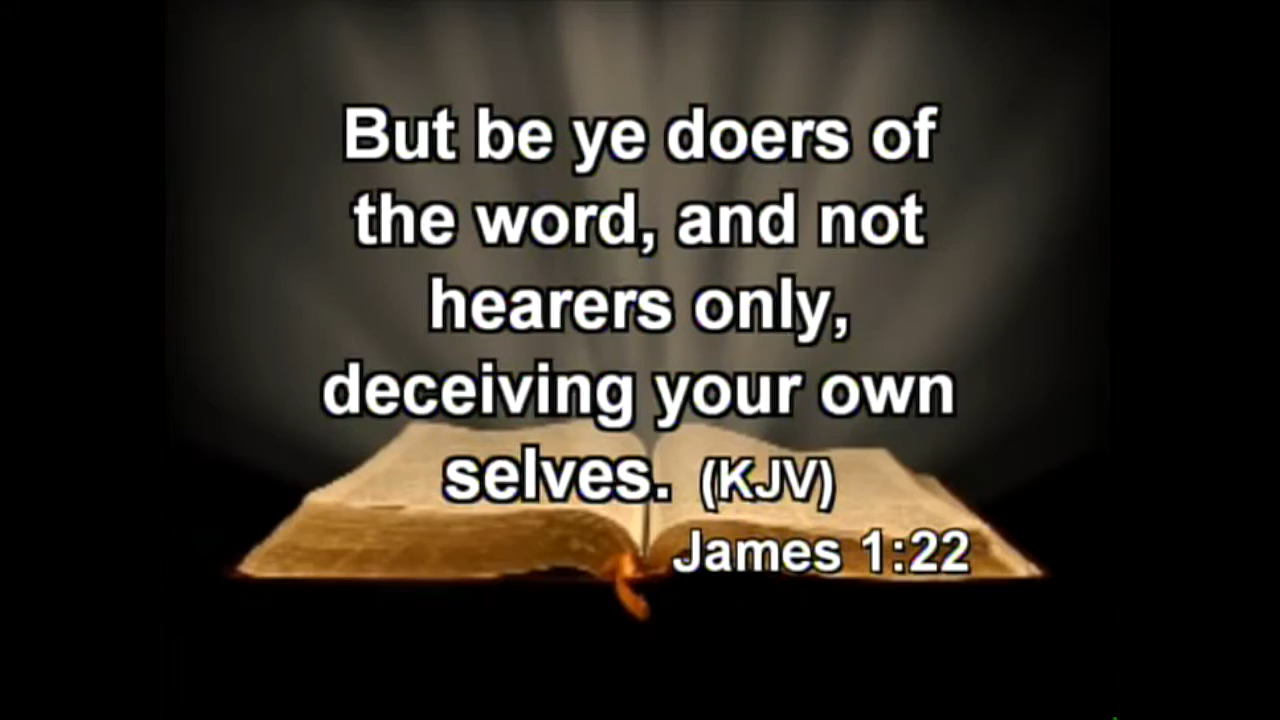 But be ye doers of
the word, and not
hearers only,
deceiving your own
selves. (KJV)
James 1:22